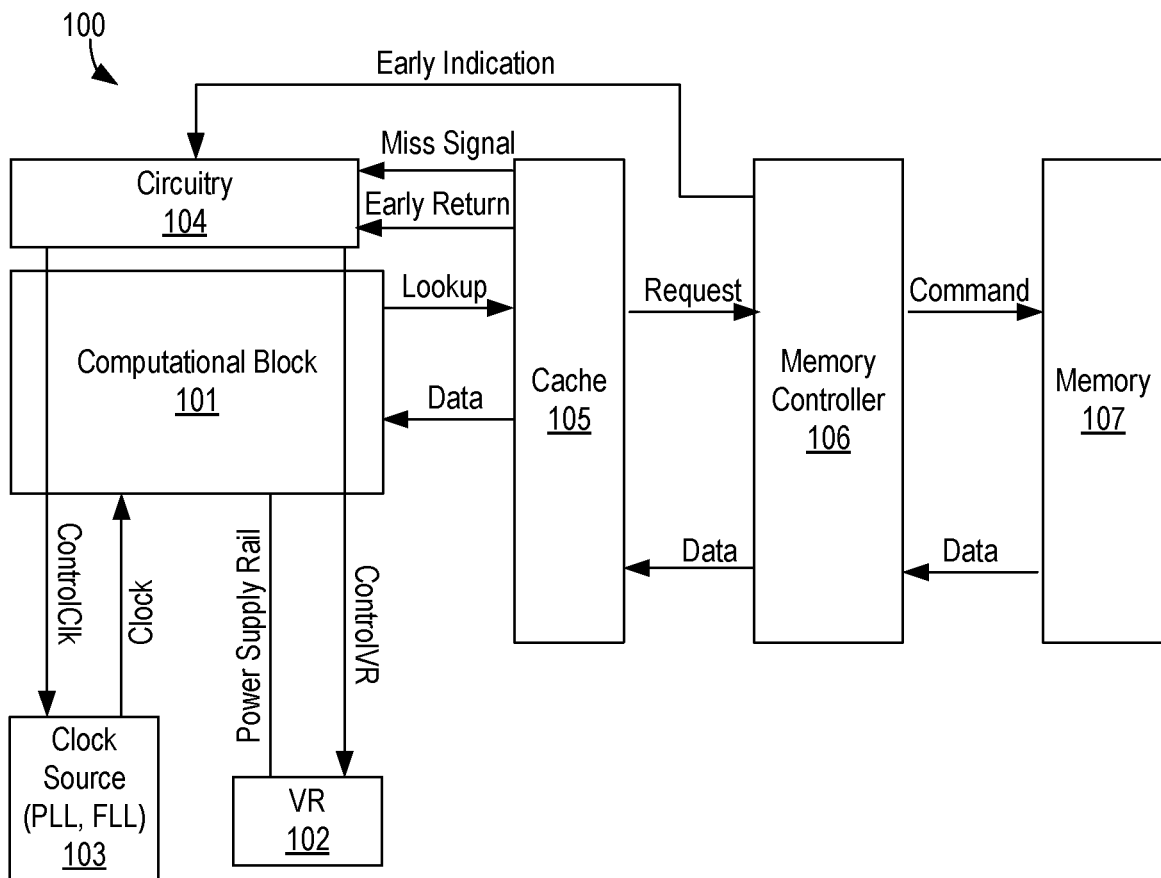 100
Early Indication
Miss Signal
Circuitry
104
Early Return
Lookup
Request
Command
Computational Block
101
Cache
105
Memory
Controller
106
Memory
107
Data
Data
Data
ControlClk
Clock
Power Supply Rail
ControlVR
Clock
Source
(PLL, FLL)
103
VR
102